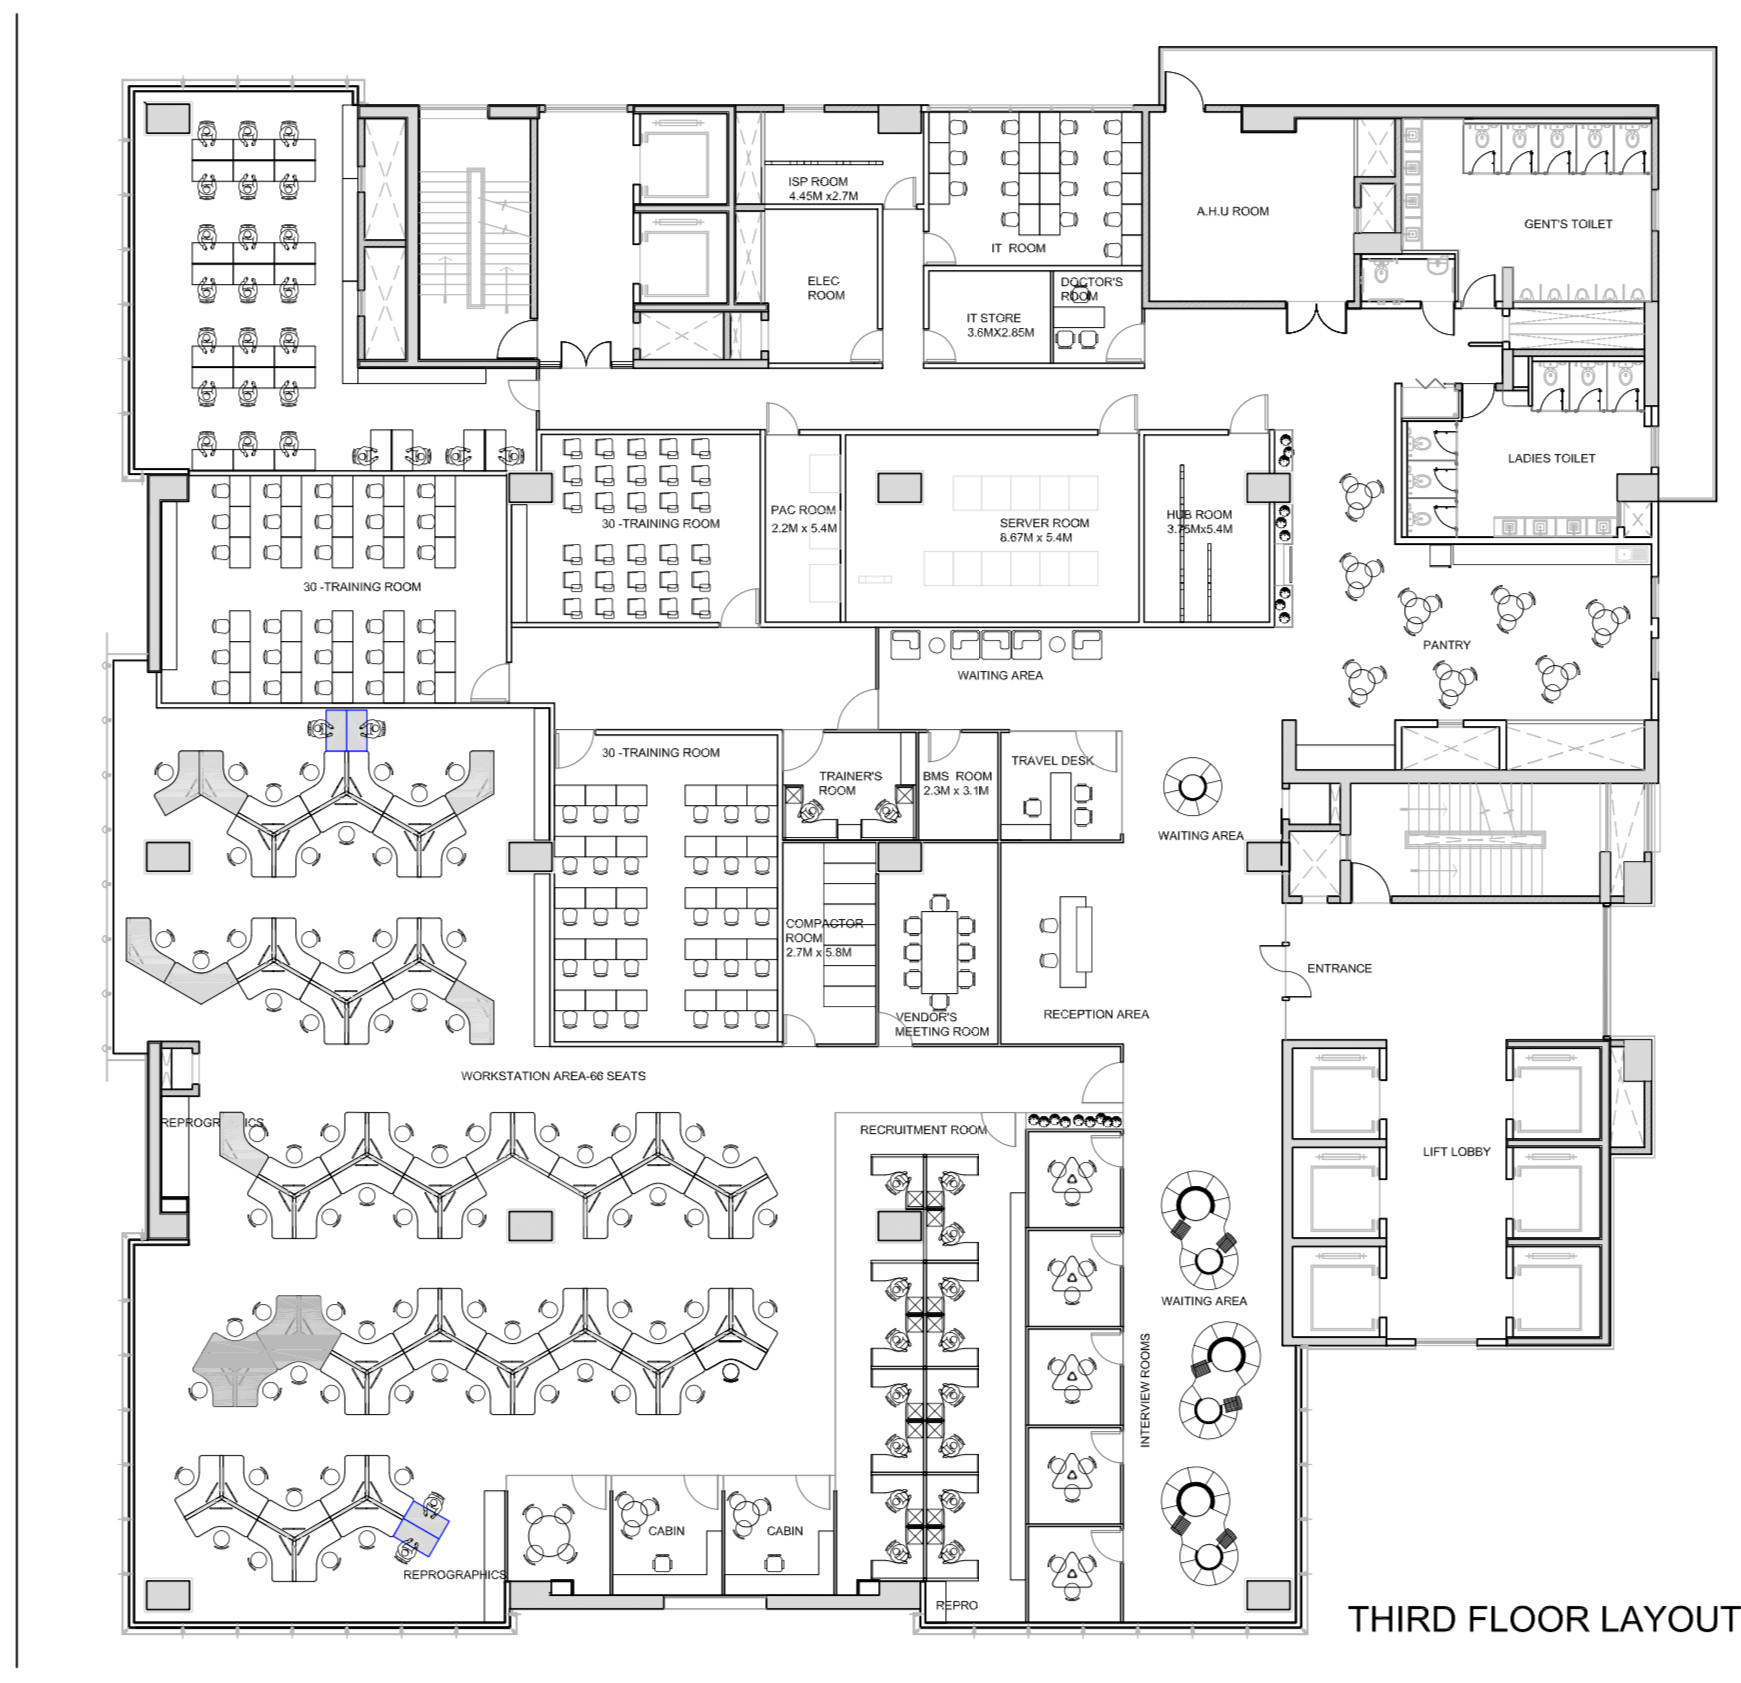 ISP ROOM
4.45M x2.7M
IT  ROOM
A.H.U ROOM
GENT'S TOILET
ELEC
ROOM
DOCTOR'S
ROOM
IT STORE
3.6MX2.85M
LADIES TOILET
30 -TRAINING ROOM
PAC ROOM
2.2M x 5.4M
SERVER ROOM
8.67M x 5.4M
HUB ROOM
3.75Mx5.4M
30 -TRAINING ROOM
PANTRY
WAITING AREA
30 -TRAINING ROOM
TRAINER'S
ROOM
BMS  ROOM
2.3M x 3.1M
TRAVEL DESK
WAITING AREA
COMPACTOR
ROOM
2.7M x 5.8M
ENTRANCE
VENDOR'S
MEETING ROOM
RECEPTION AREA
WORKSTATION AREA-66 SEATS
REPROGRAPHICS
RECRUITMENT ROOM
LIFT LOBBY
WAITING AREA
INTERVIEW ROOMS
CABIN
CABIN
REPROGRAPHICS
REPRO
THIRD FLOOR LAYOUT